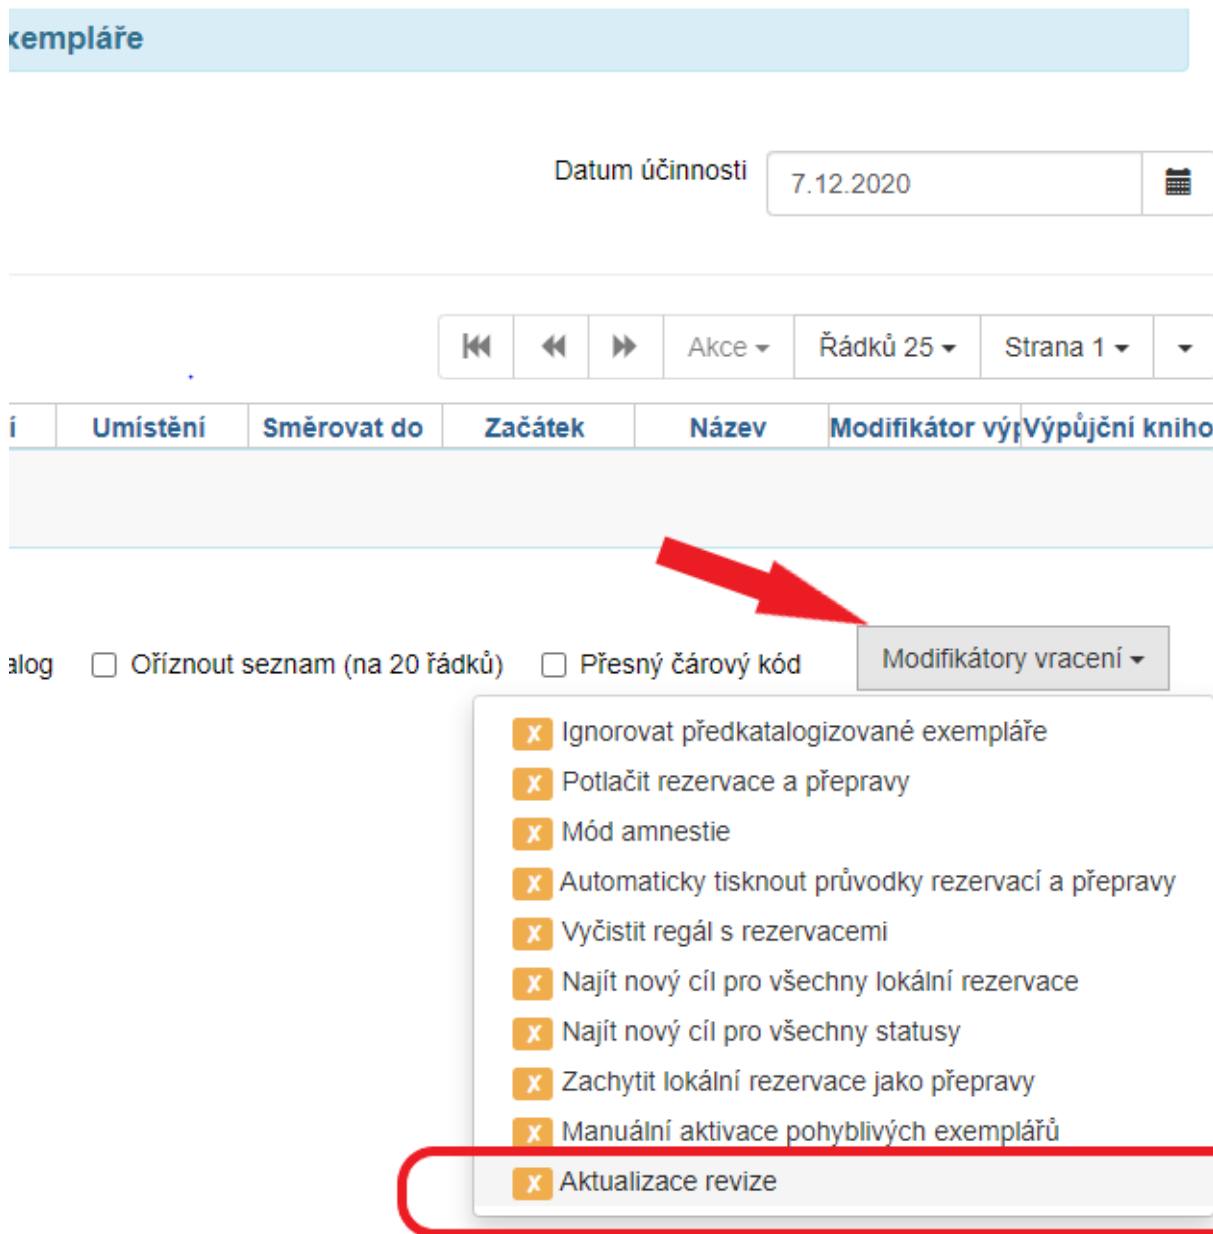 xempláře
Datum účinnosti 7.12.2020
Akce Řádků 25 Strana 1
í Umístění Směrovat do Začátek Název Modifikátor výp Výpůjční kniho
alog Oříznout seznam (na 20 řádků) Přesný čárový kód Modifikátory vracení
X Ignorovat předkatalogizované exempláře
X Potlačit rezervace a přepravy
X Mód amnestie
X Automaticky tisknout průvodky rezervací a přepravy
X Vyčistit regál s rezervacemi
X Najít nový cíl pro všechny lokální rezervace
X Najít nový cíl pro všechny statusy
X Zachytit lokální rezervace jako přepravy
X Manuální aktivace pohyblivých exemplářů
X Aktualizace revize